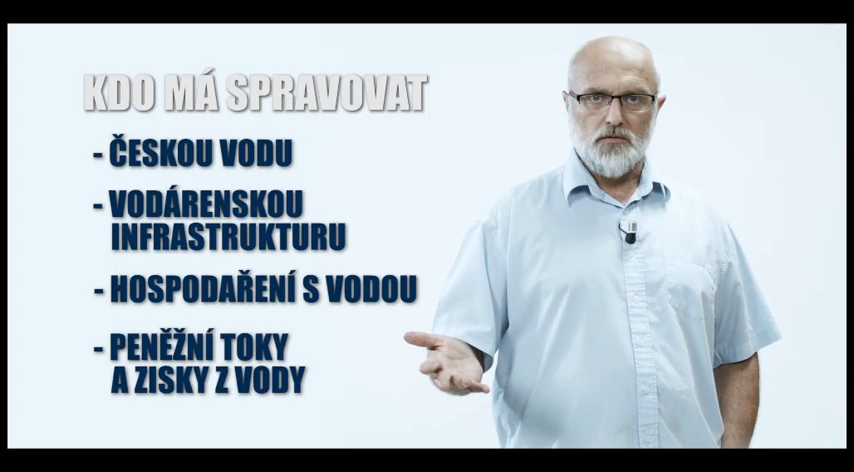 KDO MÁ SPRAVOVAT
- ČESKOU VODU
- VODÁRENSKOU
INFRASTRUKTURU
- HOSPODAŘENÍ S VODOU
- PENĚŽNÍ TOKY
A ZISKY Z VODY